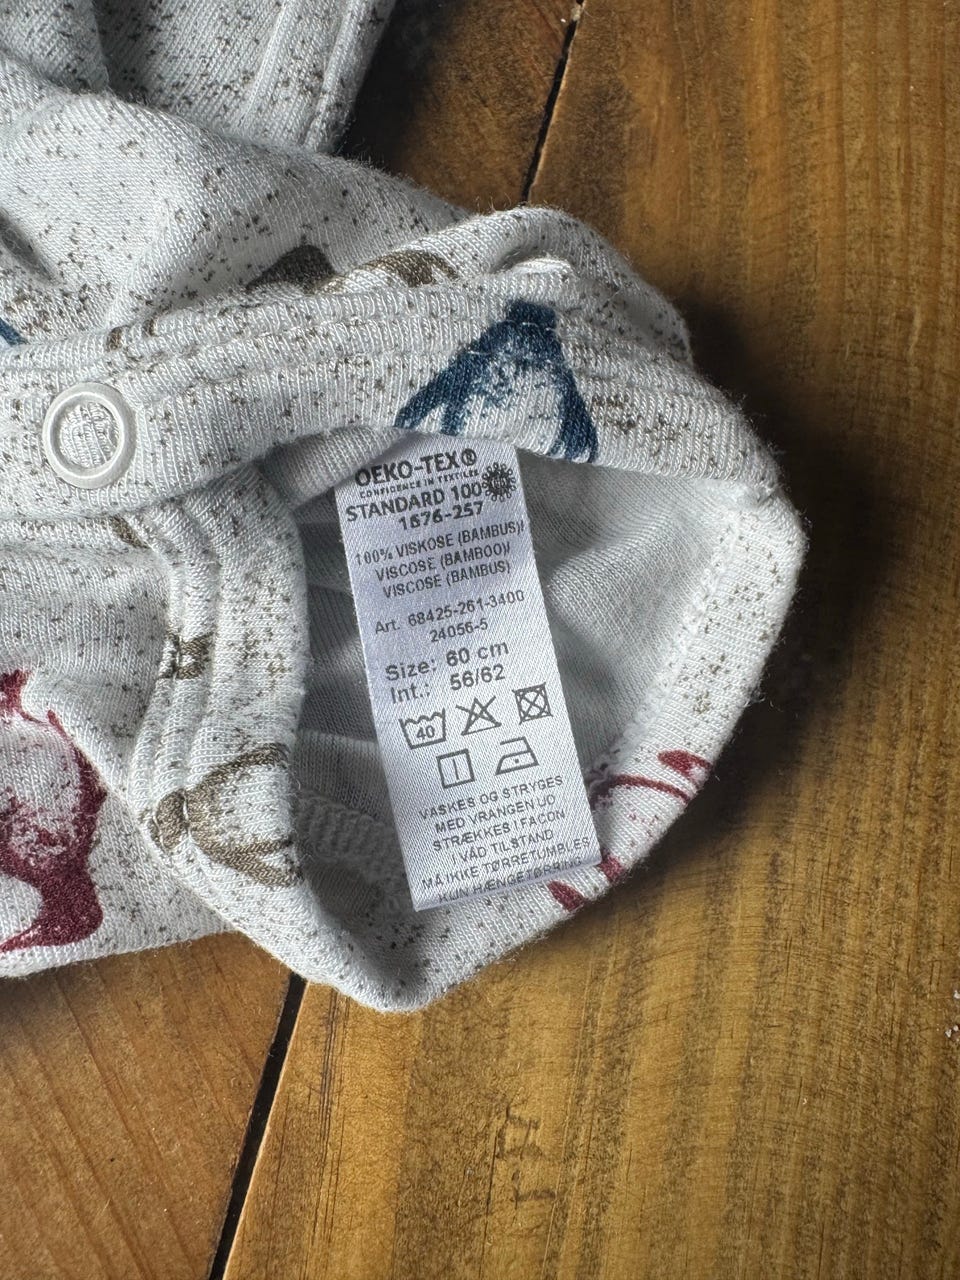 OEKO-TEX®
CONFIDENCE IN TEXTILES
STANDARD 100
1676-257
100% VISKOSE (BAMBUS)/
VISCOSE (BAMBOO)/
VISCOSE (BAMBUS)
Art. 68425-261-3400
24056-5
Size: 60 cm
Int.: 56/62
40
VASKES OG STRYGES
MED VRANGEN UD
STRÆKKES I FACON
I VÅD TILSTAND
MÅ IKKE TØRRETUMBLES
KUN HÆNGETØRRING